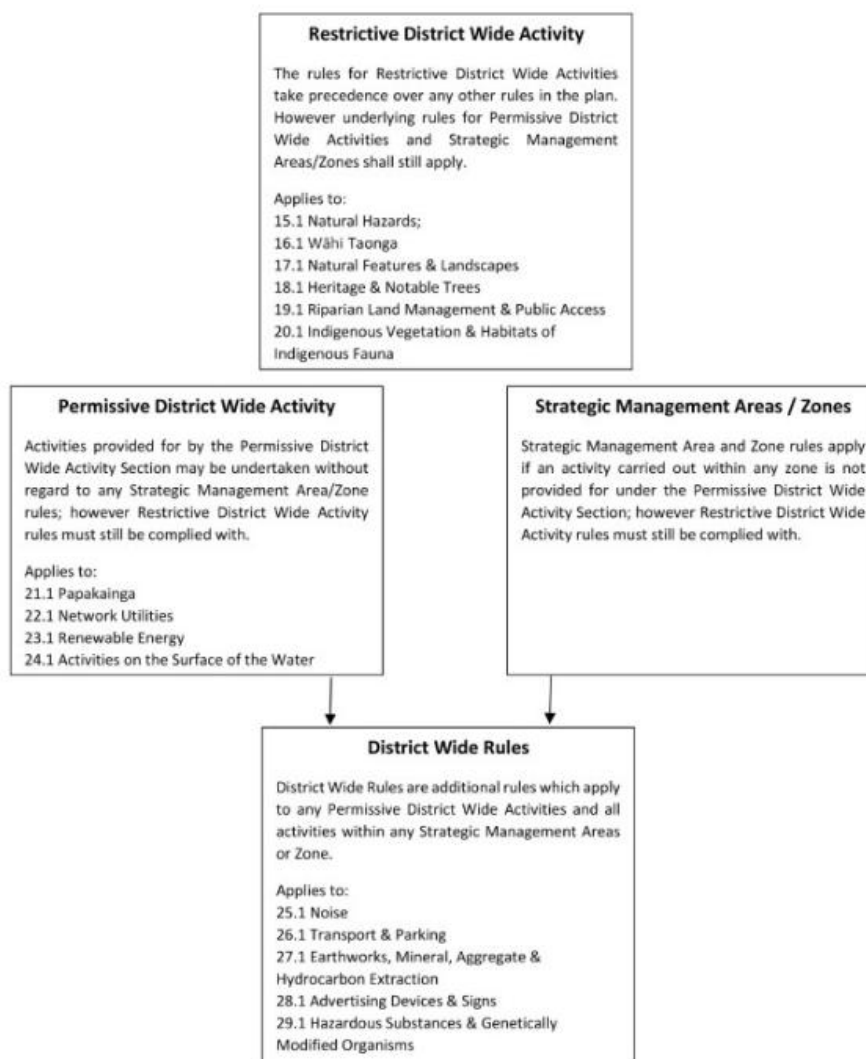 Restrictive District Wide Activity
The rules for Restrictive District Wide Activities
take precedence over any other rules in the plan.
However underlying rules for Permissive District
Wide Activities and Strategic Management
Areas/Zones shall still apply.
Applies to:
15.1 Natural Hazards;
16.1 Wāhi Taonga
17.1 Natural Features & Landscapes
18.1 Heritage & Notable Trees
19.1 Riparian Land Management & Public Access
20.1 Indigenous Vegetation & Habitats of
Indigenous Fauna
Permissive District Wide Activity
Activities provided for by the Permissive District
Wide Activity Section may be undertaken without
regard to any Strategic Management Area/Zone
rules; however Restrictive District Wide Activity
rules must still be complied with.
Applies to:
21.1 Papakainga
22.1 Network Utilities
23.1 Renewable Energy
24.1 Activities on the Surface of the Water
Strategic Management Areas / Zones
Strategic Management Area and Zone rules apply
if an activity carried out within any zone is not
provided for under the Permissive District Wide
Activity Section; however Restrictive District Wide
Activity rules must still be complied with.
District Wide Rules
District Wide Rules are additional rules which apply
to any Permissive District Wide Activities and all
activities within any Strategic Management Areas
or Zone.
Applies to:
25.1 Noise
26.1 Transport & Parking
27.1 Earthworks, Mineral, Aggregate &
Hydrocarbon Extraction
28.1 Advertising Devices & Signs
29.1 Hazardous Substances & Genetically
Modified Organisms